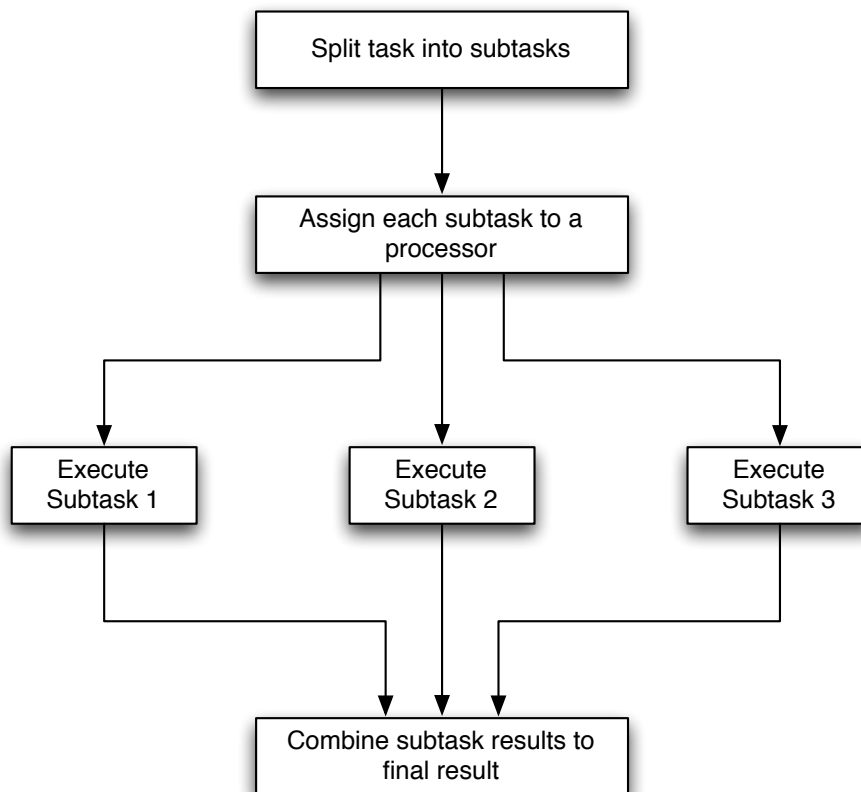 Split task into subtasks
Assign each subtask to a
processor
Execute
Subtask 1
Execute
Subtask 2
Execute
Subtask 3
Combine subtask results to
final result